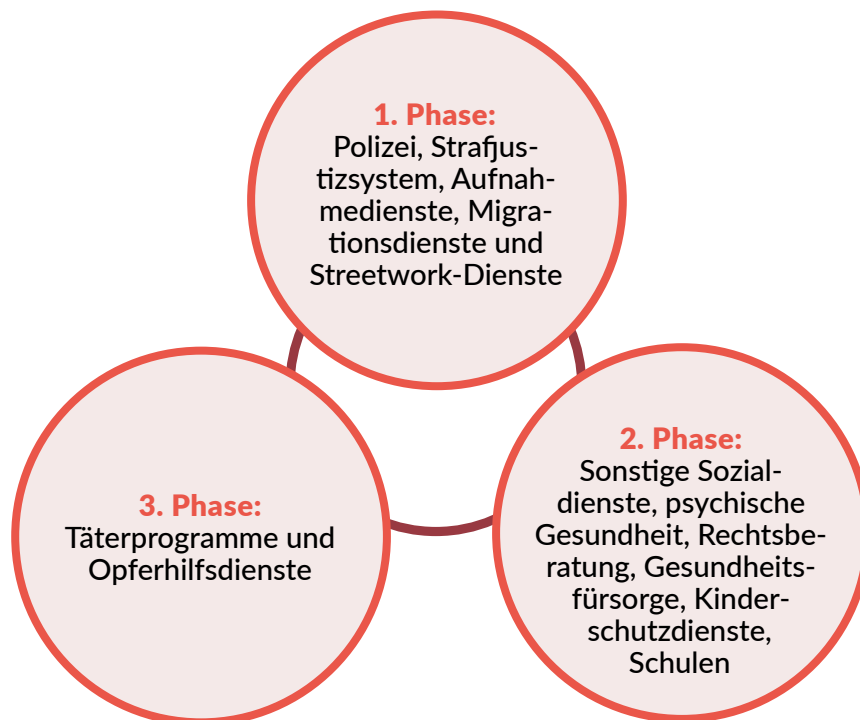 1. Phase:
Polizei, Strafjus-
tizsystem, Aufnah-
medienste, Migra-
tionsdienste und
Streetwork-Dienste
2. Phase:
Sonstige Sozial-
dienste, psychische
Gesundheit, Rechtsbe-
ratung, Gesundheits-
fürsorge, Kinder-
schutzdienste,
Schulen
3. Phase:
Täterprogramme und
Opferhilfsdienste